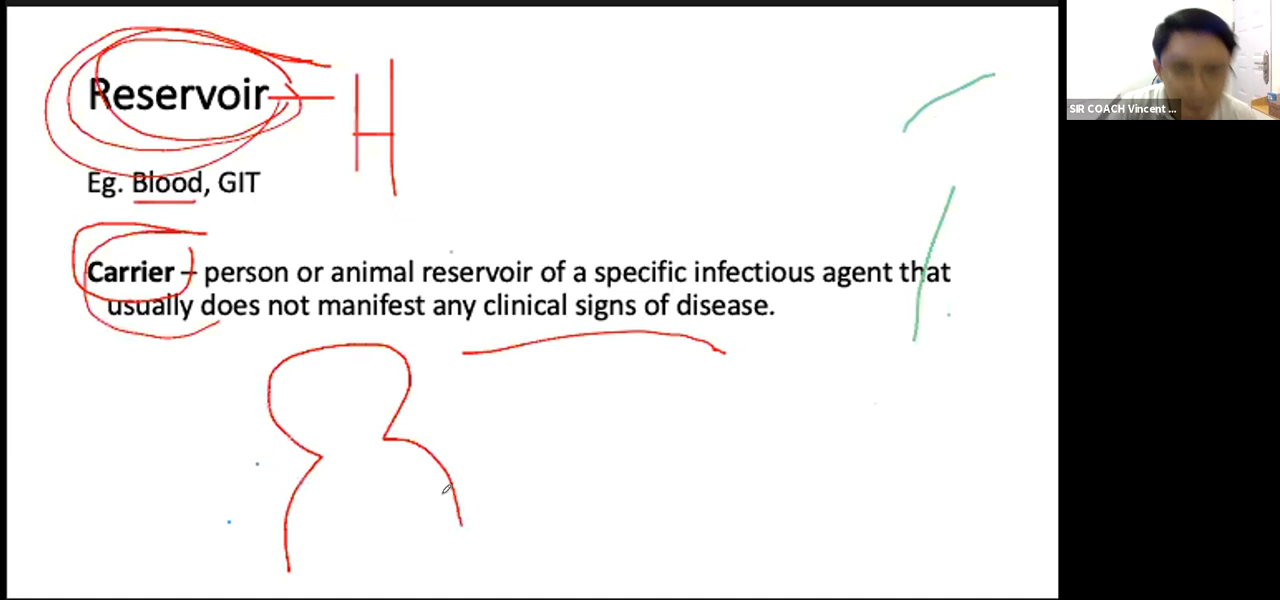 Reservoir
H
Eg. Blood, GIT
Carrier – person or animal reservoir of a specific infectious agent that
usually does not manifest any clinical signs of disease.
SIR COACH Vincent ...